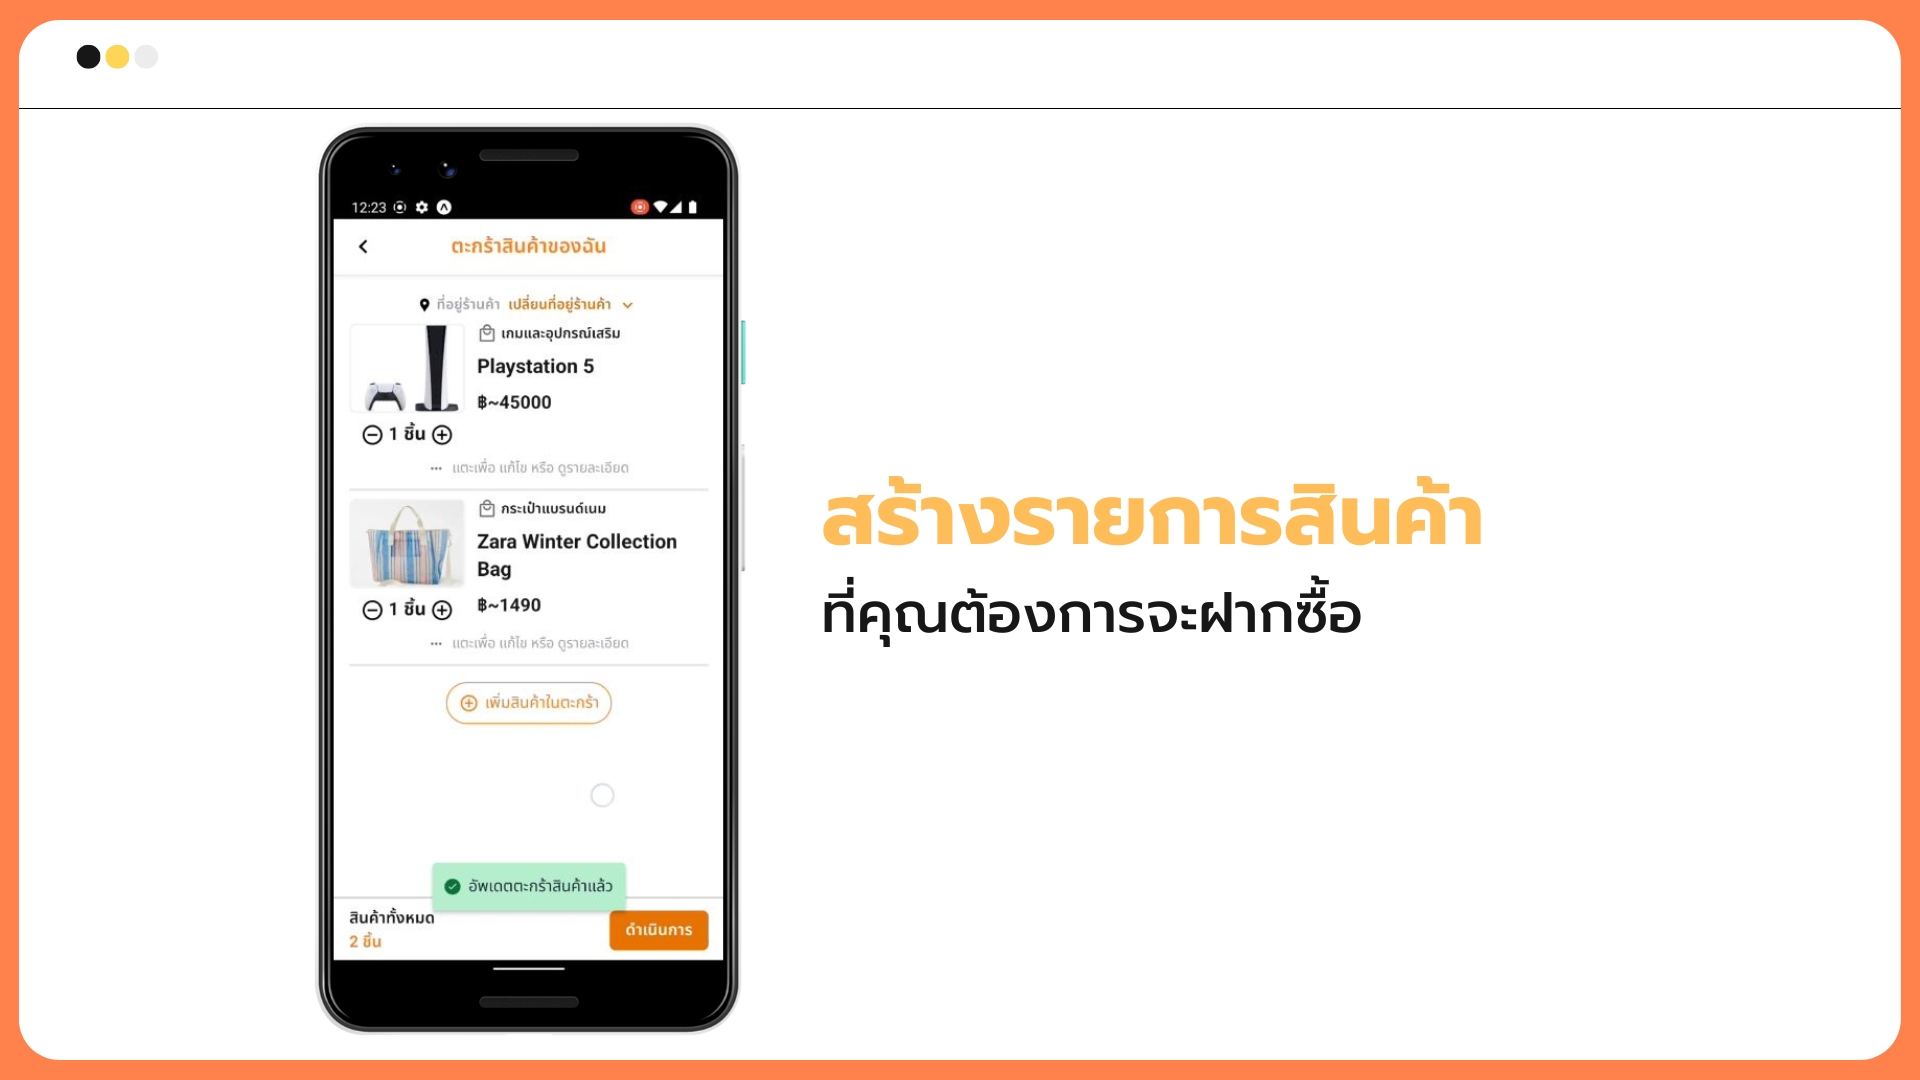 12:23
ตะกร้าสินค้าของฉัน
ที่อยู่ร้านค้า เปลี่ยนที่อยู่ร้านค้า
เกมและอุปกรณ์เสริม
Playstation 5
฿~45000
1 ชิ้น
••• แตะเพื่อ แก้ไข หรือ ดูรายละเอียด
กระเป๋าแบรนด์เนม
Zara Winter Collection
Bag
฿~1490
1 ชิ้น
••• แตะเพื่อ แก้ไข หรือ ดูรายละเอียด
เพิ่มสินค้าในตะกร้า
อัพเดตตะกร้าสินค้าแล้ว
สินค้าทั้งหมด
2 ชิ้น
ดำเนินการ
สร้างรายการสินค้า
ที่คุณต้องการจะฝากซื้อ